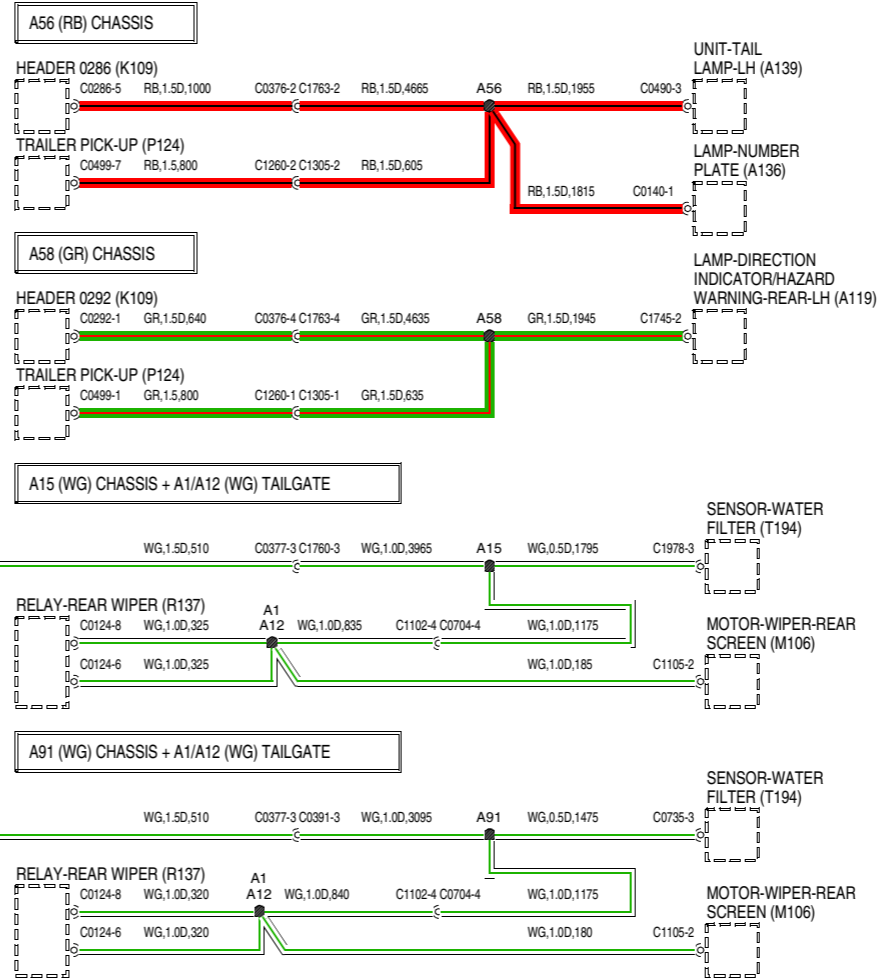 A56 (RB) CHASSIS
UNIT-TAIL
LAMP-LH (A139)
HEADER 0286 (K109)
C0286-5 RB,1.5D,1000 C0376-2 C1763-2 RB,1.5D,4665 A56 RB,1.5D,1955 C0490-3
TRAILER PICK-UP (P124)
LAMP-NUMBER
PLATE (A136)
C0499-7 RB,1.5,800 C1260-2 C1305-2 RB,1.5D,605
RB,1.5D,1815 C0140-1
A58 (GR) CHASSIS
LAMP-DIRECTION
INDICATOR/HAZARD
WARNING-REAR-LH (A119)
HEADER 0292 (K109)
C0292-1 GR,1.5D,640 C0376-4 C1763-4 GR,1.5D,4635 A58 GR,1.5D,1945 C1745-2
TRAILER PICK-UP (P124)
C0499-1 GR,1.5,800 C1260-1 C1305-1 GR,1.5D,635
A15 (WG) CHASSIS + A1/A12 (WG) TAILGATE
SENSOR-WATER
FILTER (T194)
WG,1.5D,510 C0377-3 C1760-3 WG,1.0D,3965 A15 WG,0.5D,1795 C1978-3
RELAY-REAR WIPER (R137)
A1
C0124-8 WG,1.0D,325 A12 WG,1.0D,835 C1102-4 C0704-4 WG,1.0D,1175
MOTOR-WIPER-REAR
SCREEN (M106)
C0124-6 WG,1.0D,325 WG,1.0D,185 C1105-2
A91 (WG) CHASSIS + A1/A12 (WG) TAILGATE
SENSOR-WATER
FILTER (T194)
WG,1.5D,510 C0377-3 C0391-3 WG,1.0D,3095 A91 WG,0.5D,1475 C0735-3
RELAY-REAR WIPER (R137)
A1
C0124-8 WG,1.0D,320 A12 WG,1.0D,840 C1102-4 C0704-4 WG,1.0D,1175
MOTOR-WIPER-REAR
SCREEN (M106)
C0124-6 WG,1.0D,320 WG,1.0D,180 C1105-2